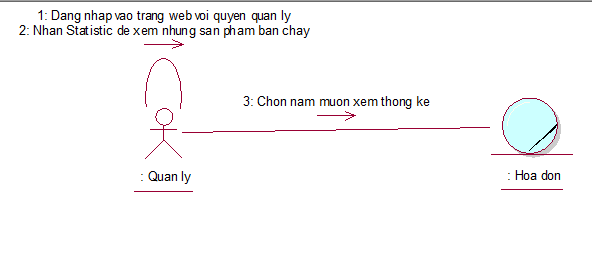 1: Dang nhap vao trang web voi quyen quan ly
2: Nhan Statistic de xem nhung san pham ban chay
3: Chon nam muon xem thong ke
: Quan ly
: Hoa don